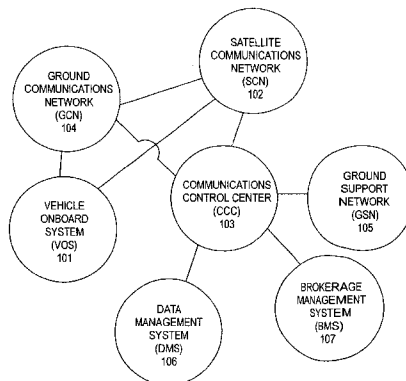 SATELLITE
COMMUNICATIONS
NETWORK
(SCN)
102
GROUND
COMMUNICATIONS
NETWORK
(GCN)
104
COMMUNICATIONS
CONTROL CENTER
(CCC)
103
GROUND
SUPPORT
NETWORK
(GSN)
105
VEHICLE
ONBOARD
SYSTEM
(VOS)
101
BROKERAGE
MANAGEMENT
SYSTEM
(BMS)
107
DATA
MANAGEMENT
SYSTEM
(DMS)
106